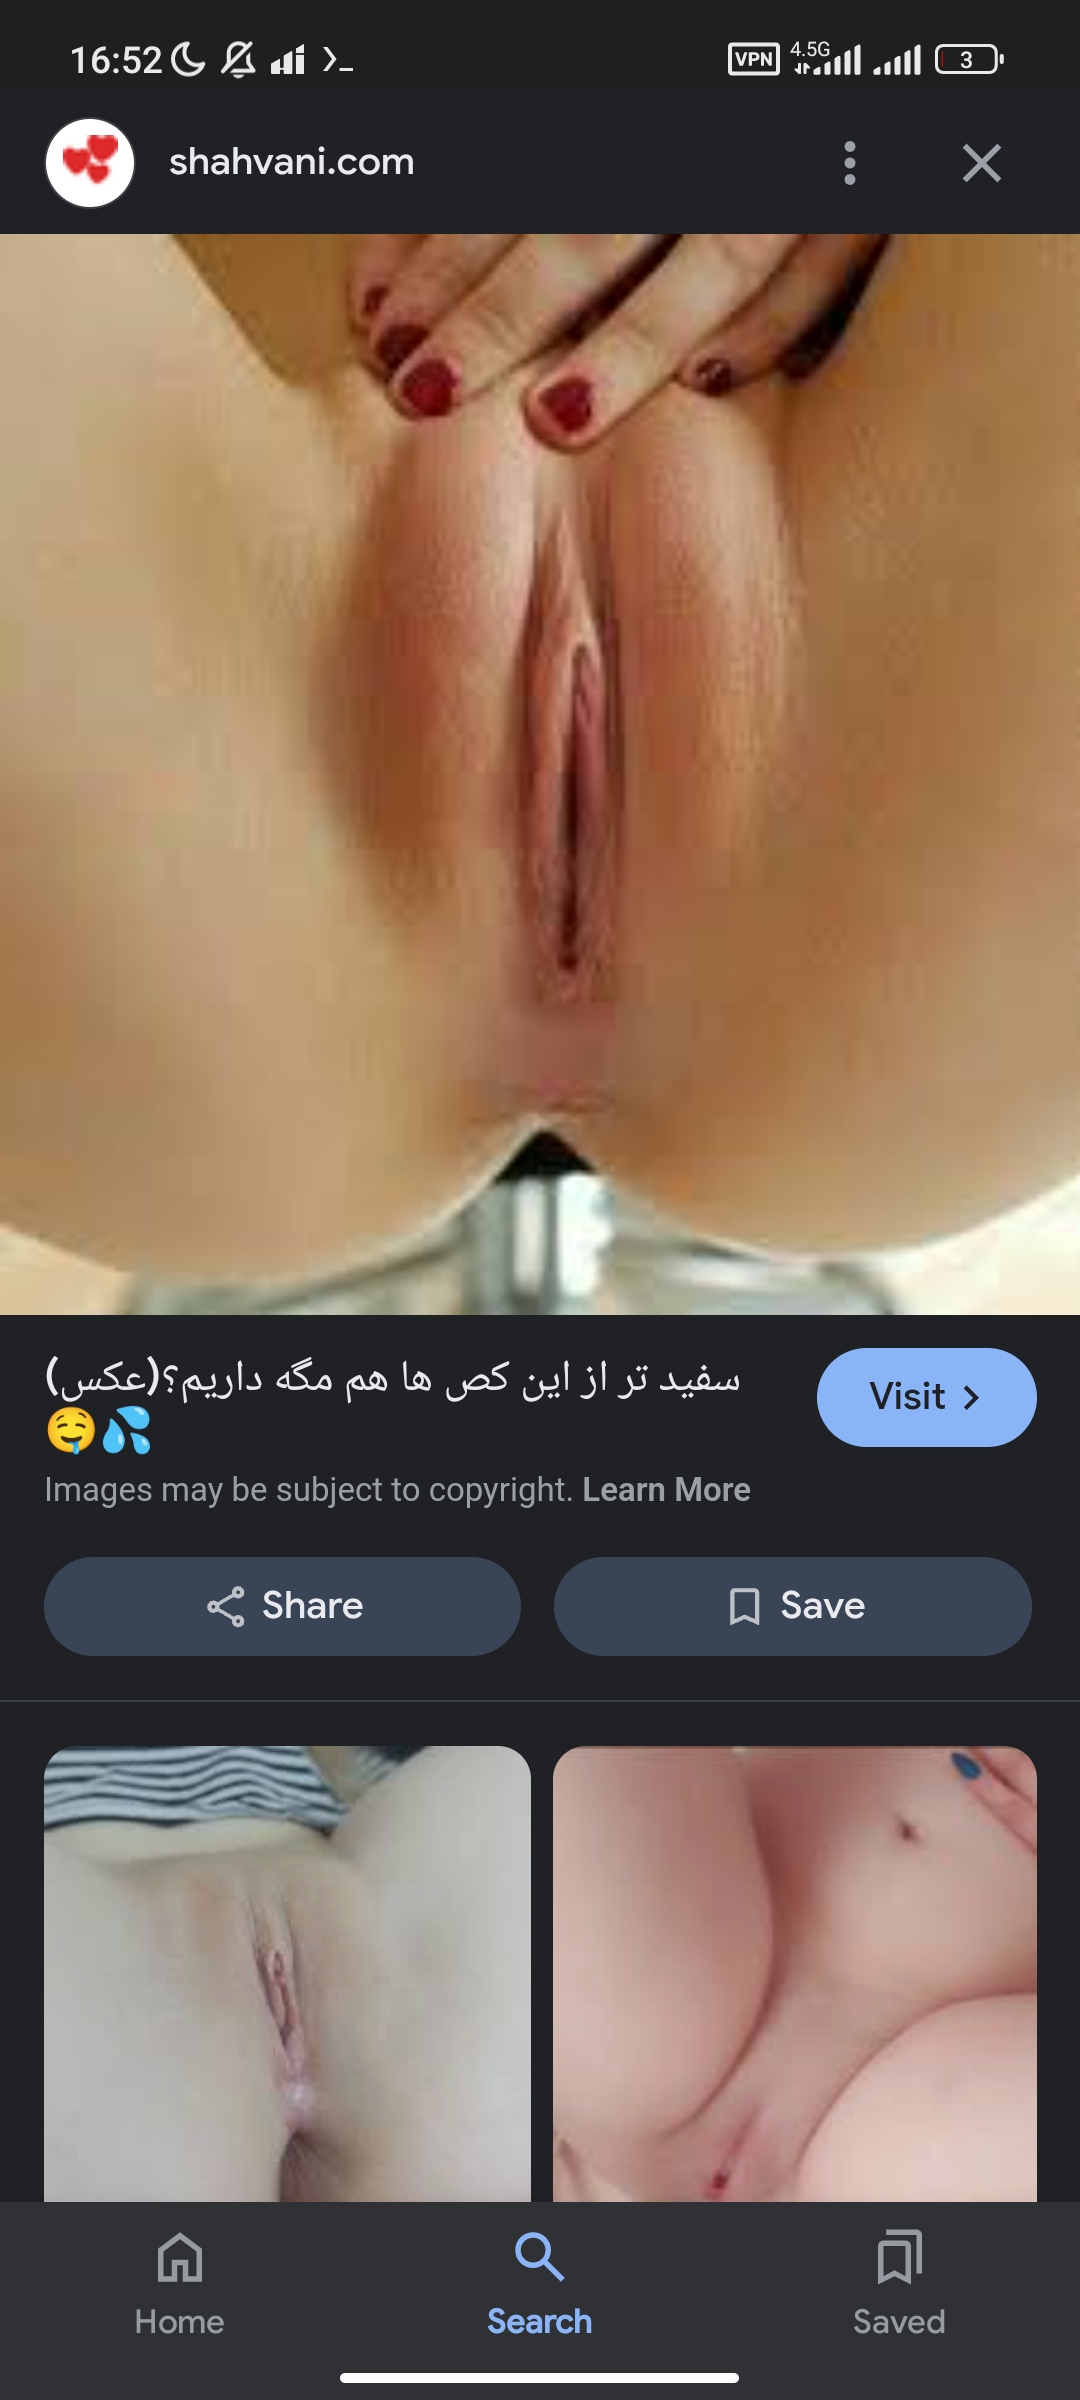 16:52
VPN 4.5G 3
shahvani.com
سفید تر از این کص ها هم مگه داریم؟(عکس)
🤤💦
Visit
Images may be subject to copyright. Learn More
Share
Save
Home
Search
Saved